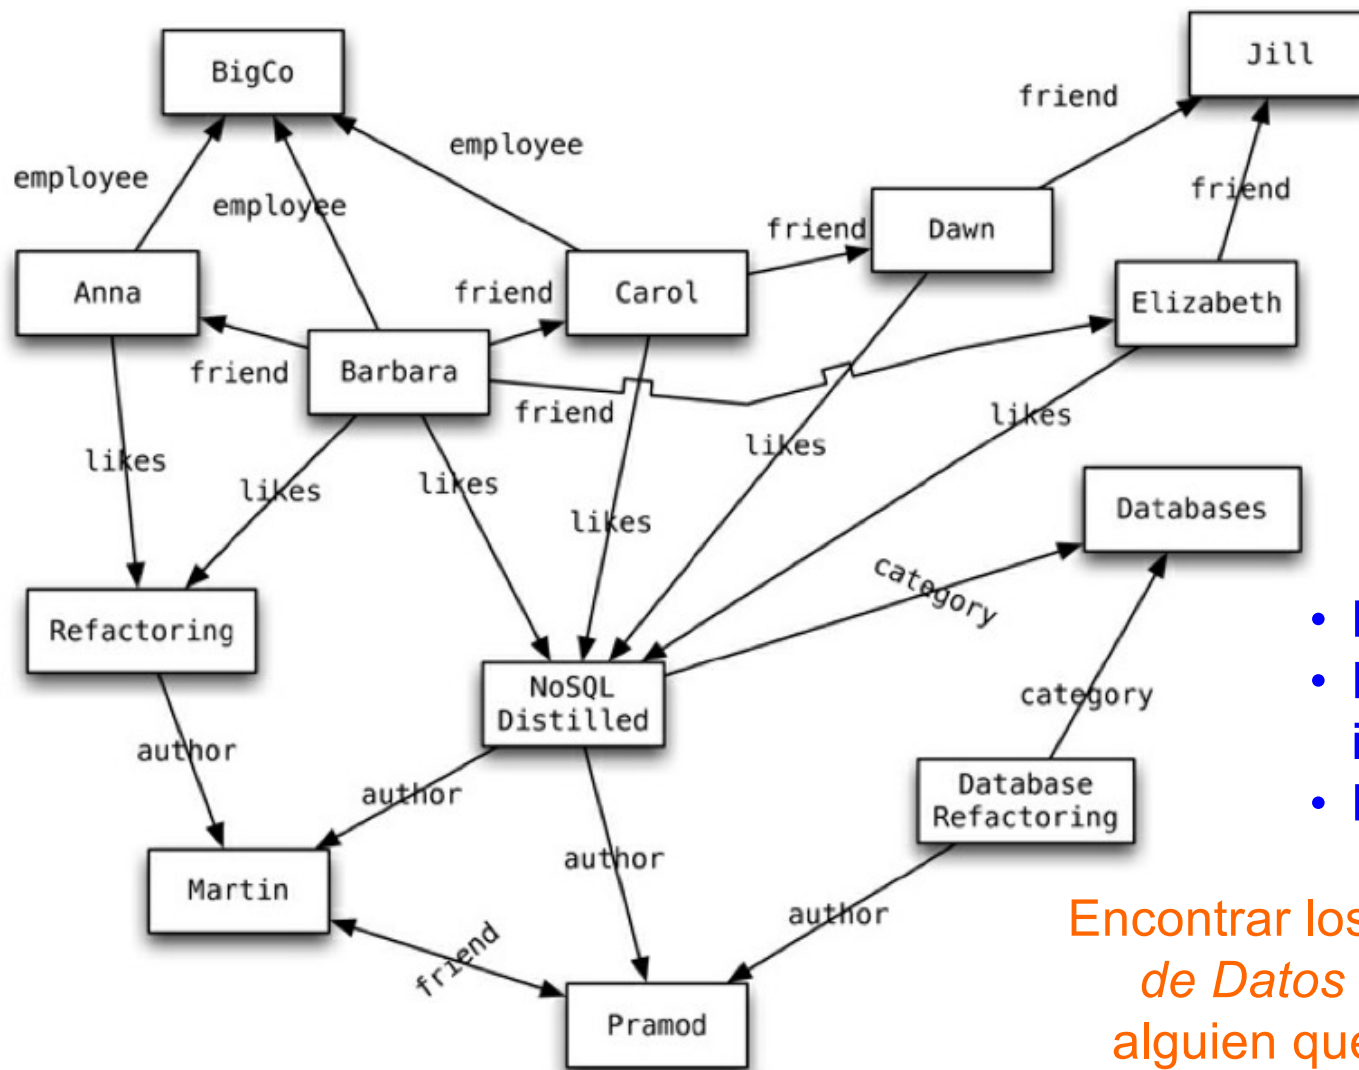 BigCo
Jill
friend
employee
employee
employee
friend
friend
Dawn
Anna
friend
Carol
Elizabeth
friend
Barbara
friend
likes
likes
likes
likes
likes
likes
Databases
category
Refactoring
NoSQL
Distilled
category
author
author
Database
Refactoring
author
Martin
author
friend
Pramod
Encontrar los
de Datos
alguien que